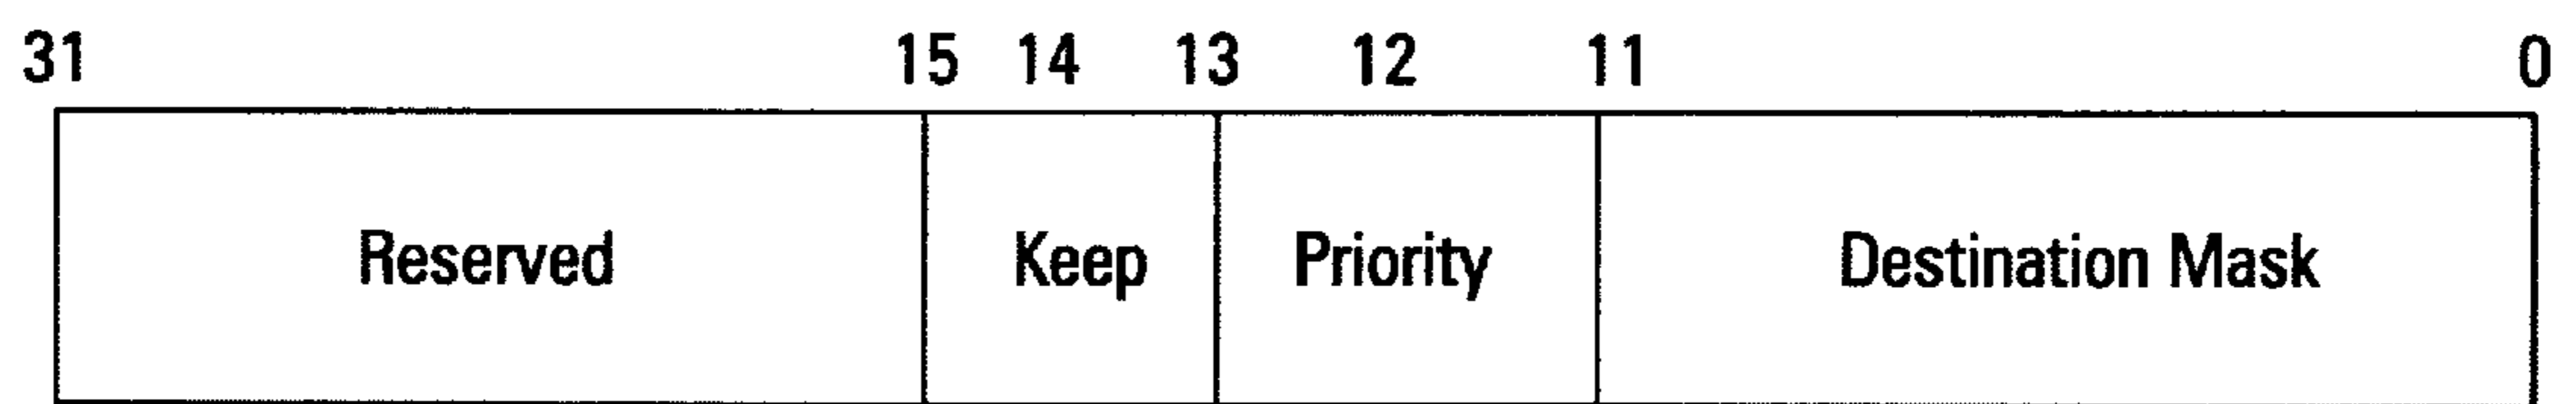 31 15 14 13 12 11 0
Reserved Keep Priority Destination Mask